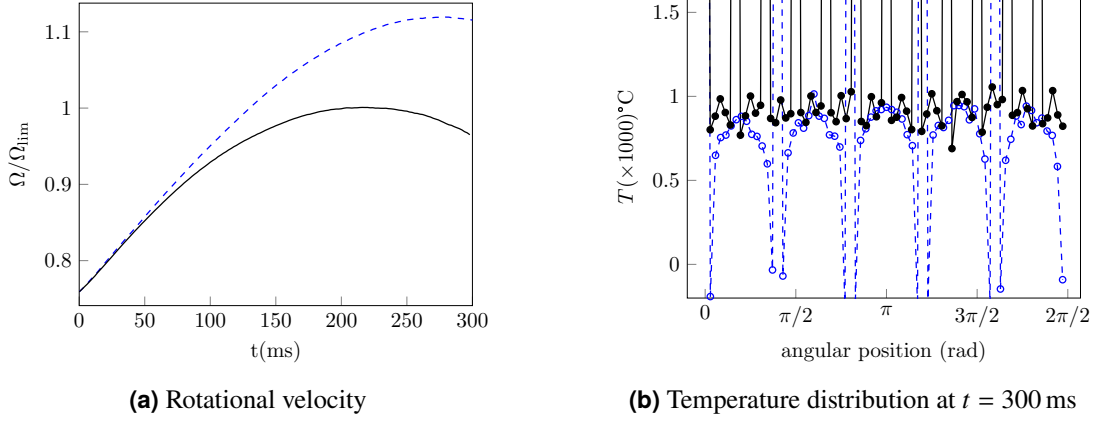 1.1
1
0.9
0.8
Ω/Ω_lim
0 50 100 150 200 250 300
t(ms)
(a) Rotational velocity
1.5
1
0.5
0
T(×1000)°C
0 π/2 π 3π/2 2π/2
angular position (rad)
(b) Temperature distribution at t = 300 ms